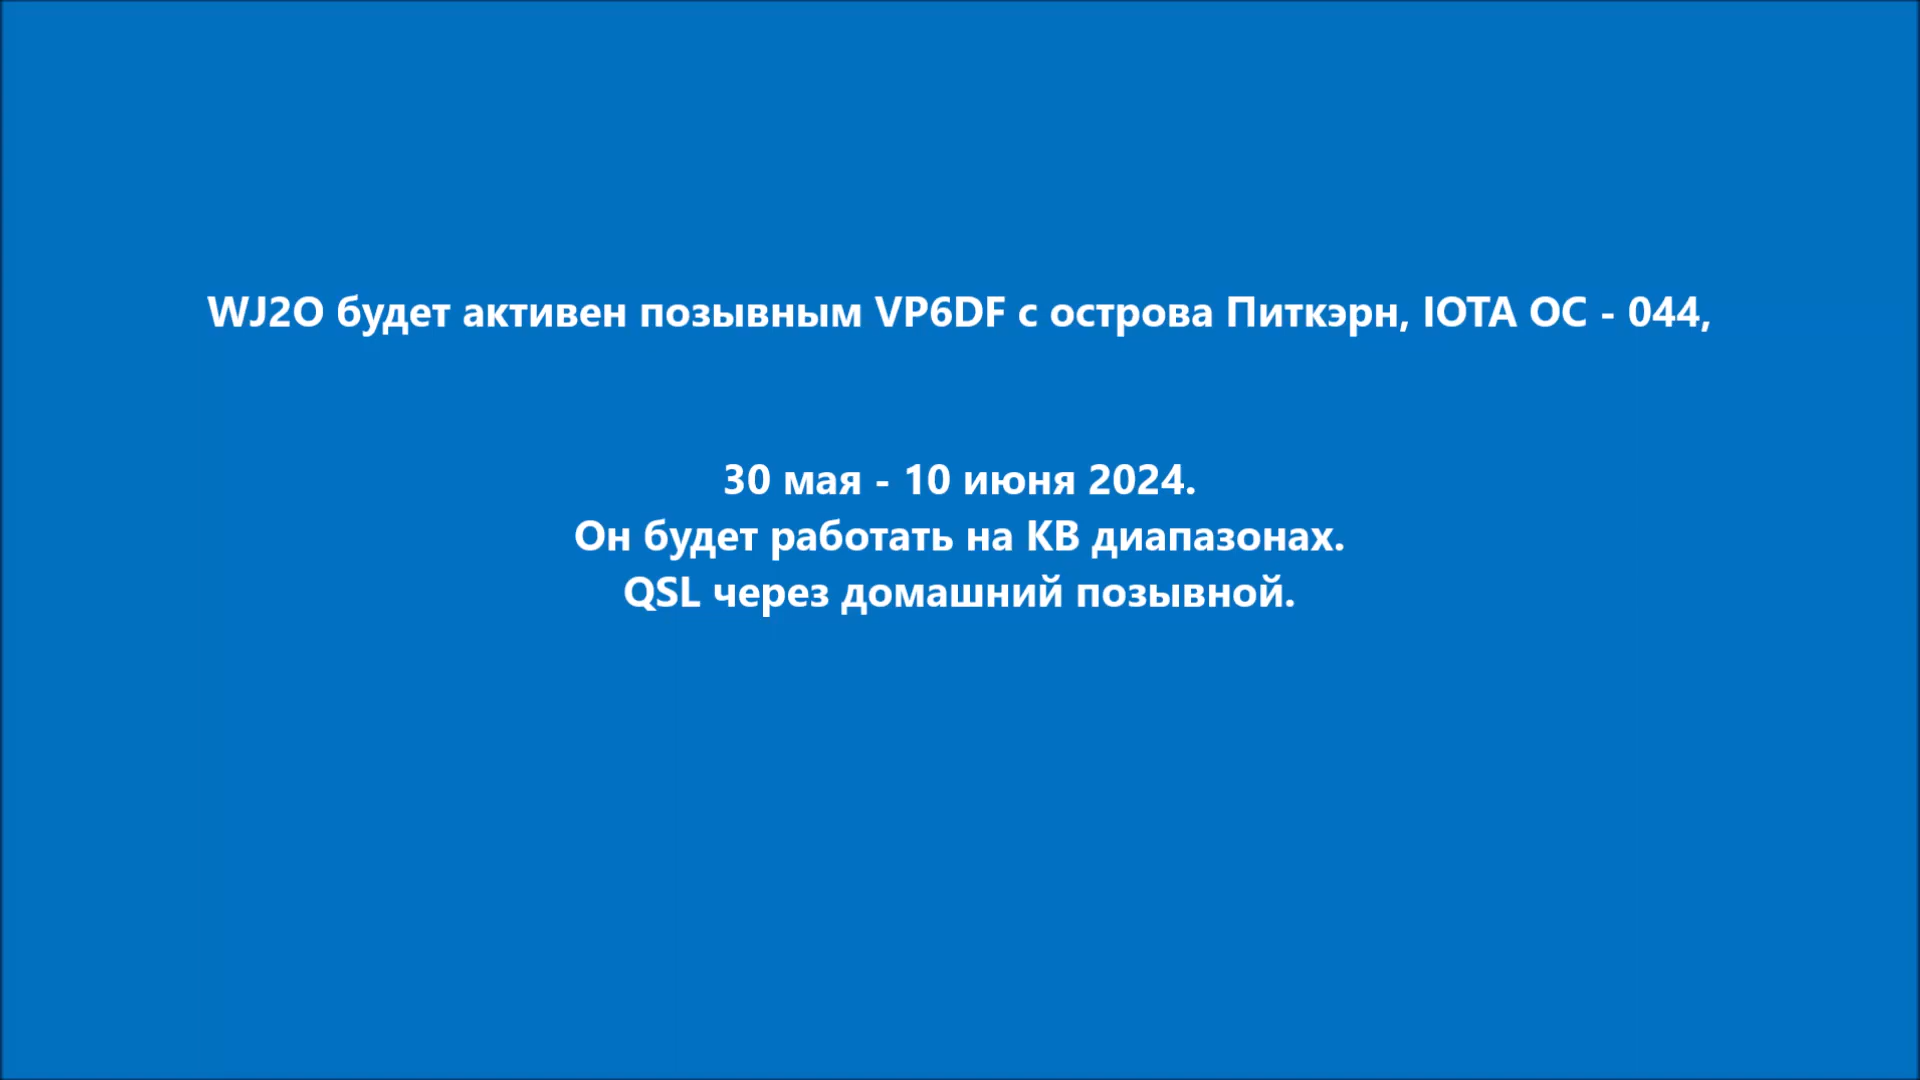 WJ2O будет активен позывным VP6DF с острова Питкэрн, IOTA OC - 044,
30 мая - 10 июня 2024.
Он будет работать на КВ диапазонах.
QSL через домашний позывной.